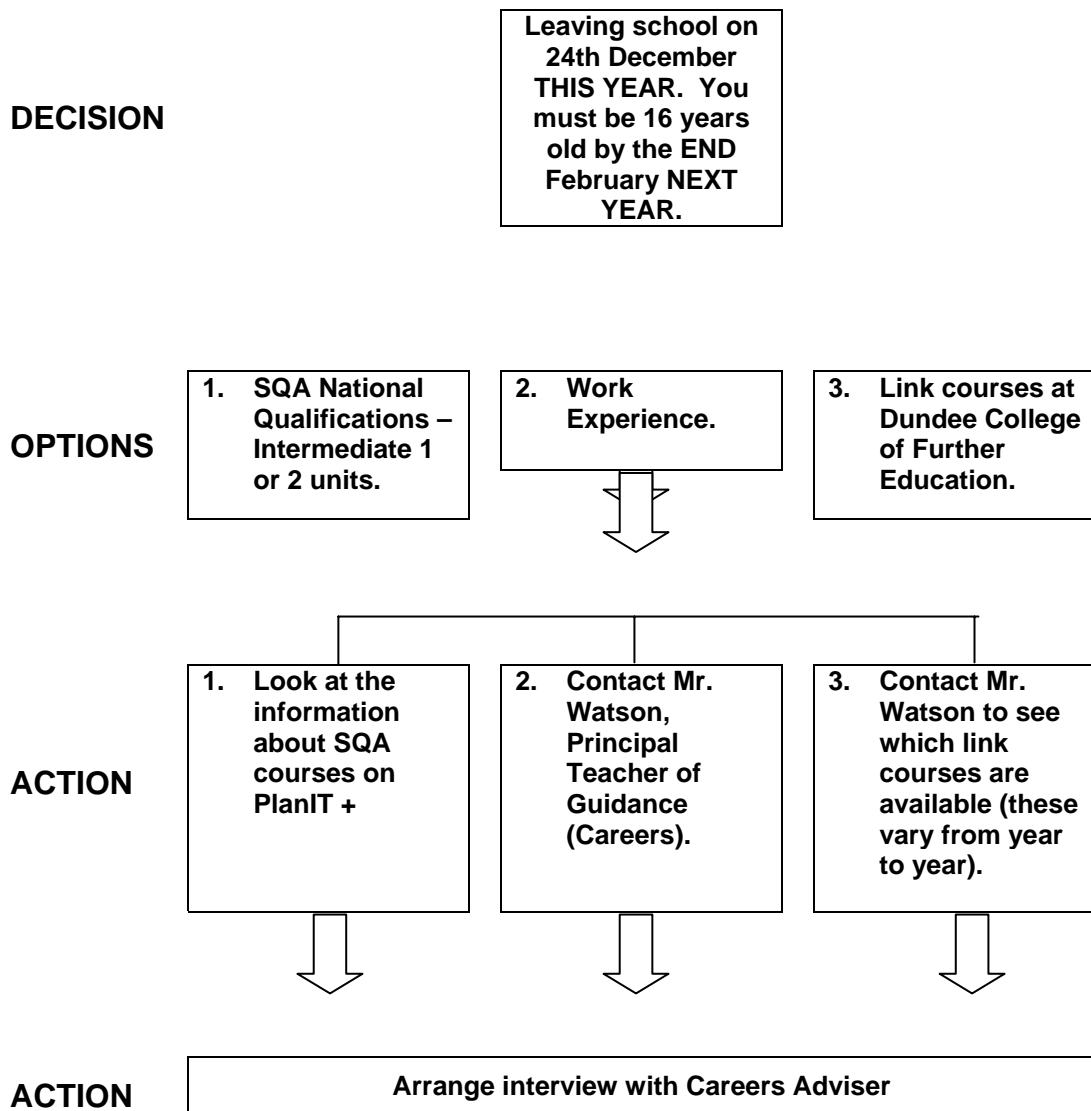 Leaving school on
24th December
THIS YEAR.  You
must be 16 years
old by the END
February NEXT
YEAR.
DECISION
1. SQA National
Qualifications –
Intermediate 1
or 2 units.
2. Work
Experience.
3. Link courses at
Dundee College
of Further
Education.
OPTIONS
1. Look at the
information
about SQA
courses on
PlanIT +
2. Contact Mr.
Watson,
Principal
Teacher of
Guidance
(Careers).
3. Contact Mr.
Watson to see
which link
courses are
available (these
vary from year
to year).
ACTION
Arrange interview with Careers Adviser
ACTION